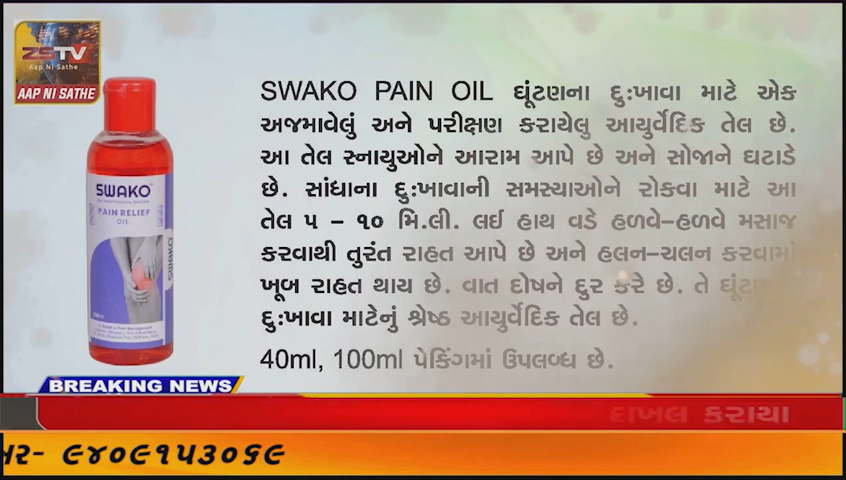 ZSTV
Aap Ni Sathe
AAP NI SATHE
SWAKO PAIN OIL ઘૂંટણના દુઃખાવા માટે એક
અજમાવેલું અને પરીક્ષણ કરાયેલુ આયુર્વેદિક તેલ છે.
આ તેલ સ્નાયુઓને આરામ આપે છે અને સોજાને ઘટાડે
છે. સાંધાના દુઃખાવાની સમસ્યાઓને રોકવા માટે આ
તેલ ૫ – ૧૦ મિ.લી. લઈ હાથ વડે હળવે-હળવે મસાજ
કરવાથી તુરંત રાહત આપે છે અને હલન-ચલન કરવામાં
ખૂબ રાહત થાય છે. વાત દોષને દુર કરે છે. તે ઘૂંટણ
દુઃખાવા માટેનું શ્રેષ્ઠ આયુર્વેદિક તેલ છે.
40ml, 100ml પેકિંગમાં ઉપલબ્ધ છે.
SWAKO
PAIN RELIEF
OIL
SWAKO
BREAKING NEWS
દાખલ કરાયા
બર- ૯૪૦૯૧૫૩૦૬૯